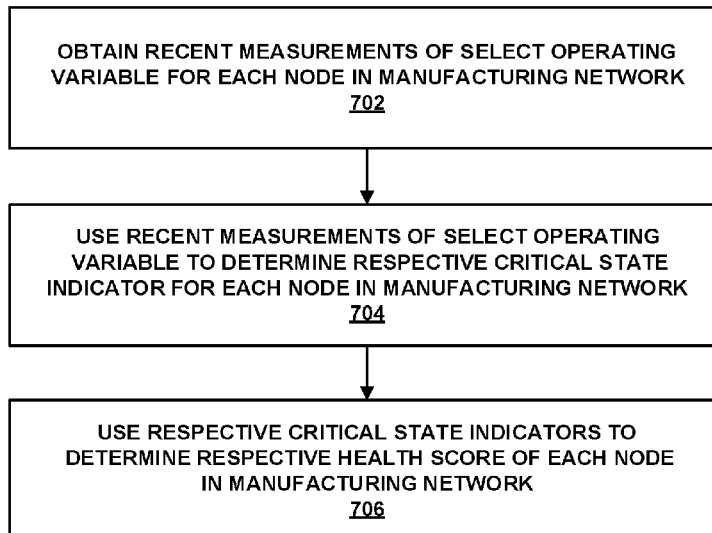 OBTAIN RECENT MEASUREMENTS OF SELECT OPERATING
VARIABLE FOR EACH NODE IN MANUFACTURING NETWORK
702
USE RECENT MEASUREMENTS OF SELECT OPERATING
VARIABLE TO DETERMINE RESPECTIVE CRITICAL STATE
INDICATOR FOR EACH NODE IN MANUFACTURING NETWORK
704
USE RESPECTIVE CRITICAL STATE INDICATORS TO
DETERMINE RESPECTIVE HEALTH SCORE OF EACH NODE
IN MANUFACTURING NETWORK
706